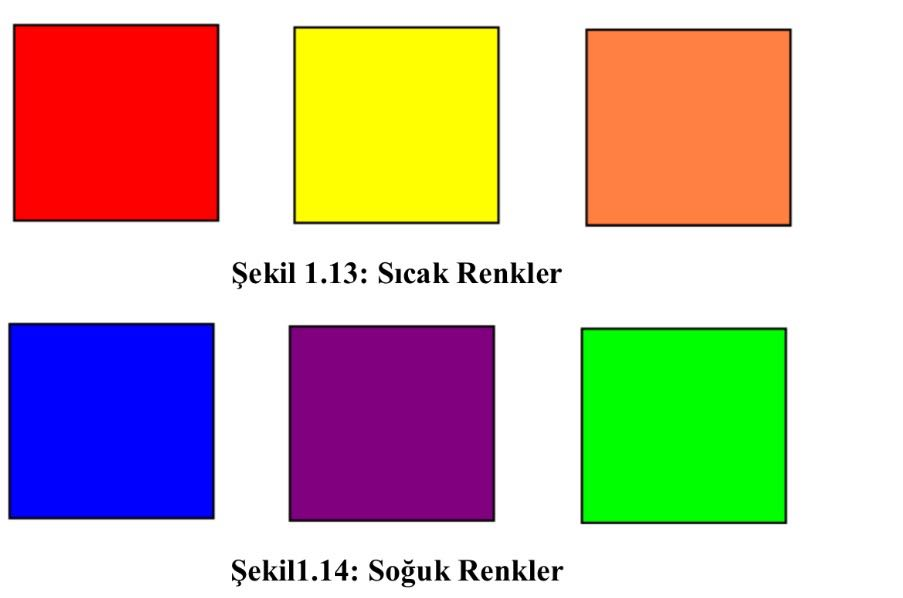 Şekil 1.13: Sıcak Renkler
Şekil1.14: Soğuk Renkler